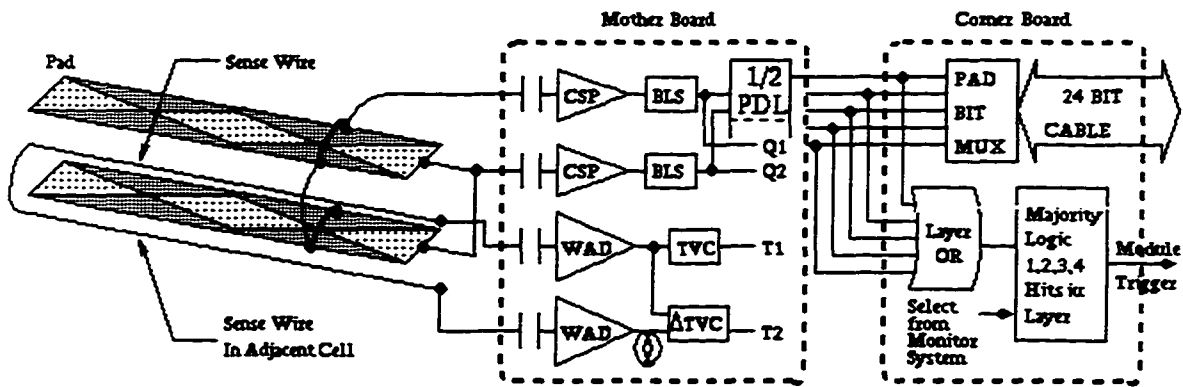 Mother Board
Corner Board
Pad
Sense Wire
CSP
BLS
1/2
PDL
PAD
BIT
MUX
24 BIT
CABLE
Q1
CSP
BLS
Q2
WAD
TVC
T1
Layer
OR
Majority
Logic
1,2,3,4
Hits in
Layer
Module
Trigger
WAD
ΔTVC
T2
Select
from
Monitor
System
Sense Wire
In Adjacent Cell